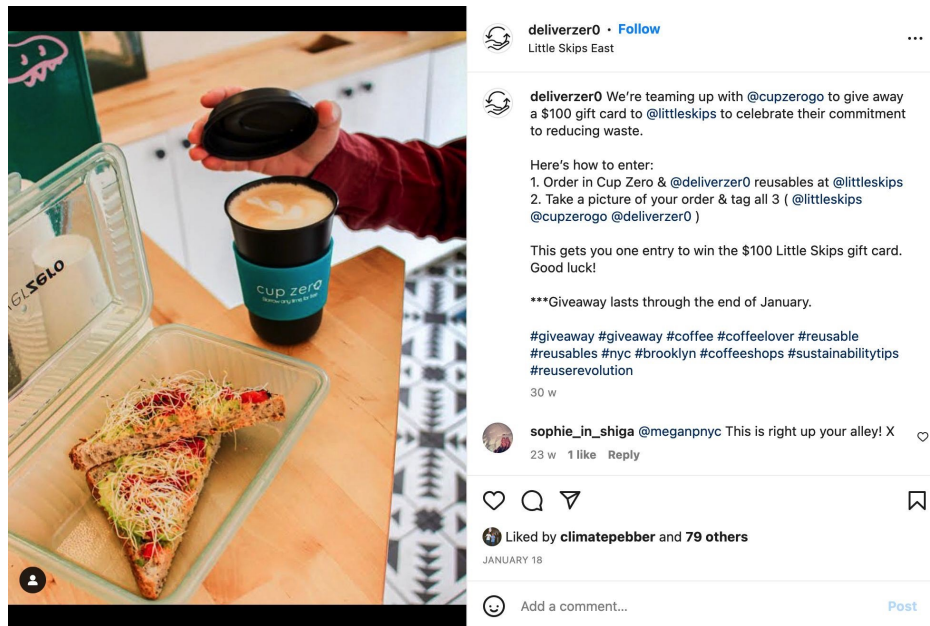 deliverzer0 • Follow
Little Skips East
deliverzer0 We're teaming up with @cupzerogo to give away
a $100 gift card to @littleskips to celebrate their commitment
to reducing waste.
Here's how to enter:
1. Order in Cup Zero & @deliverzer0 reusables at @littleskips
2. Take a picture of your order & tag all 3 ( @littleskips
@cupzerogo @deliverzer0 )
This gets you one entry to win the $100 Little Skips gift card.
Good luck!
***Giveaway lasts through the end of January.
#giveaway #giveaway #coffee #coffeelover #reusable
#reusables #nyc #brooklyn #coffeeshops #sustainabilitytips
#reuserevolution
30 w
sophie_in_shiga @meganpnyc This is right up your alley! X
23 w 1 like Reply
Liked by climatepebber and 79 others
JANUARY 18
Add a comment... Post
cup zero